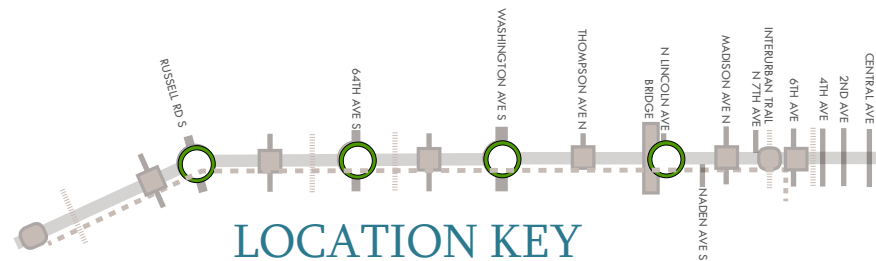 RUSSELL RD S
64TH AVE S
WASHINGTON AVE S
THOMPSON AVE N
BRIDGE
N LINCOLN AVE
NADEN AVE S
MADISON AVE N
N 7TH AVE
INTERURBAN TRAIL
6TH AVE
4TH AVE
2ND AVE
CENTRAL AVE
LOCATION KEY